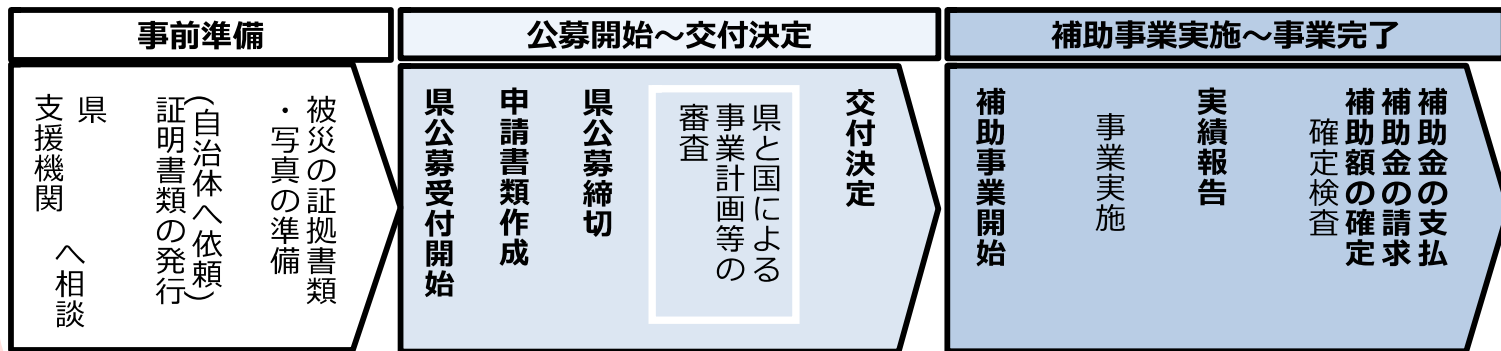 事前準備
公募開始～交付決定
補助事業実施～事業完了
県
支援機関　へ相談
証明書類の発行
（自治体へ依頼）
被災の証拠書類
・写真の準備
県公募受付開始
申請書類作成
県公募締切
県と国による
事業計画等の
審査
交付決定
補助事業開始
事業実施
実績報告
確定検査
補助額の確定
補助金の請求
補助金の支払